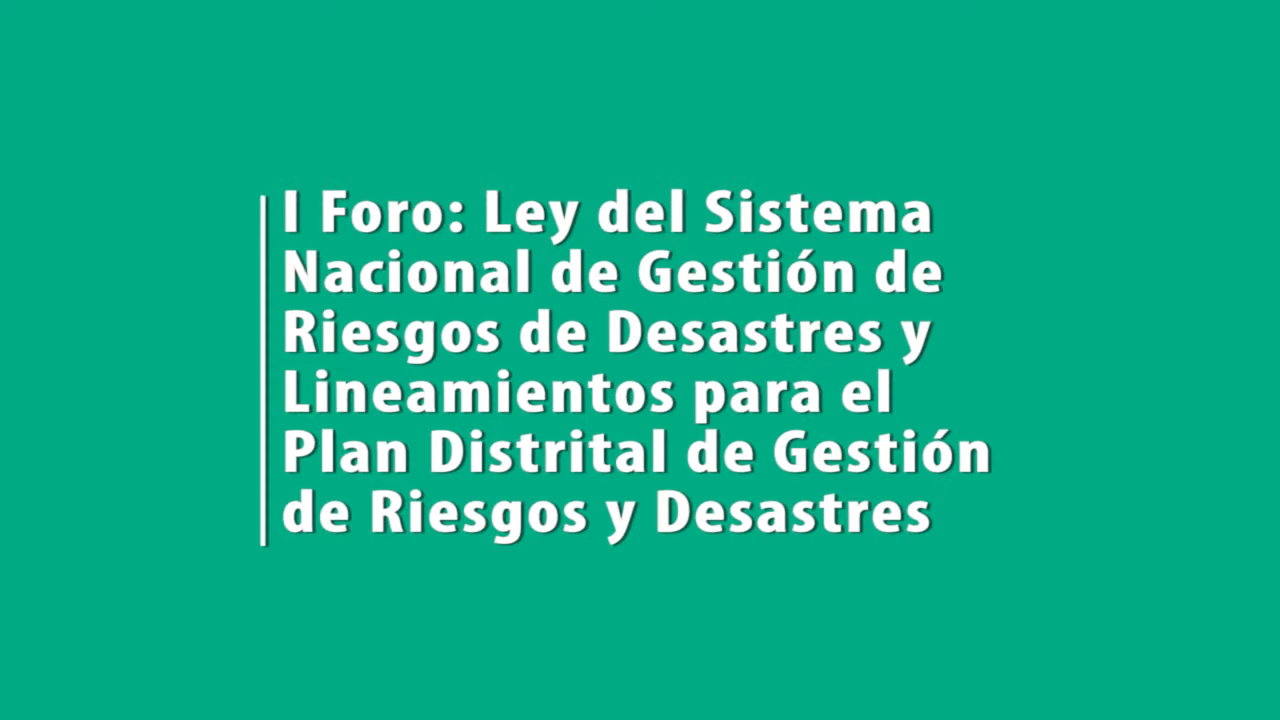 I Foro: Ley del Sistema
Nacional de Gestión de
Riesgos de Desastres y
Lineamientos para el
Plan Distrital de Gestión
de Riesgos y Desastres